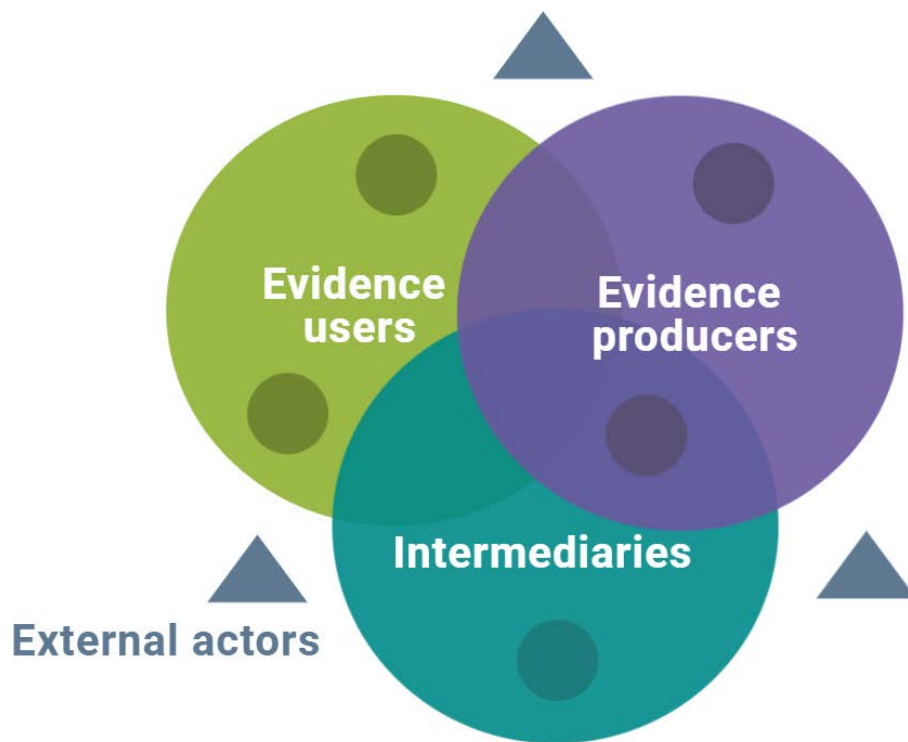 Evidence
users
Evidence
producers
Intermediaries
External actors